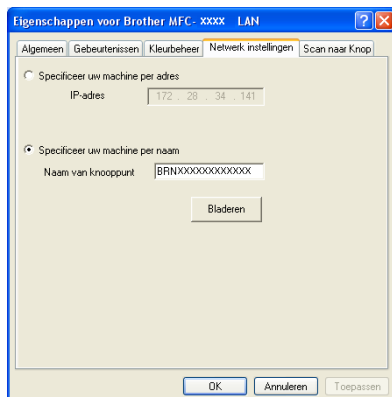 Eigenschappen voor Brother MFC- xxxx LAN
Algemeen Gebeurtenissen Kleurbeheer Netwerk instellingen Scan naar Knop
Specificeer uw machine per adres
IP-adres 172 . 28 . 34 . 141
Specificeer uw machine per naam
Naam van knooppunt BRNXXXXXXXXXXXX
Bladeren
OK Annuleren Toepassen